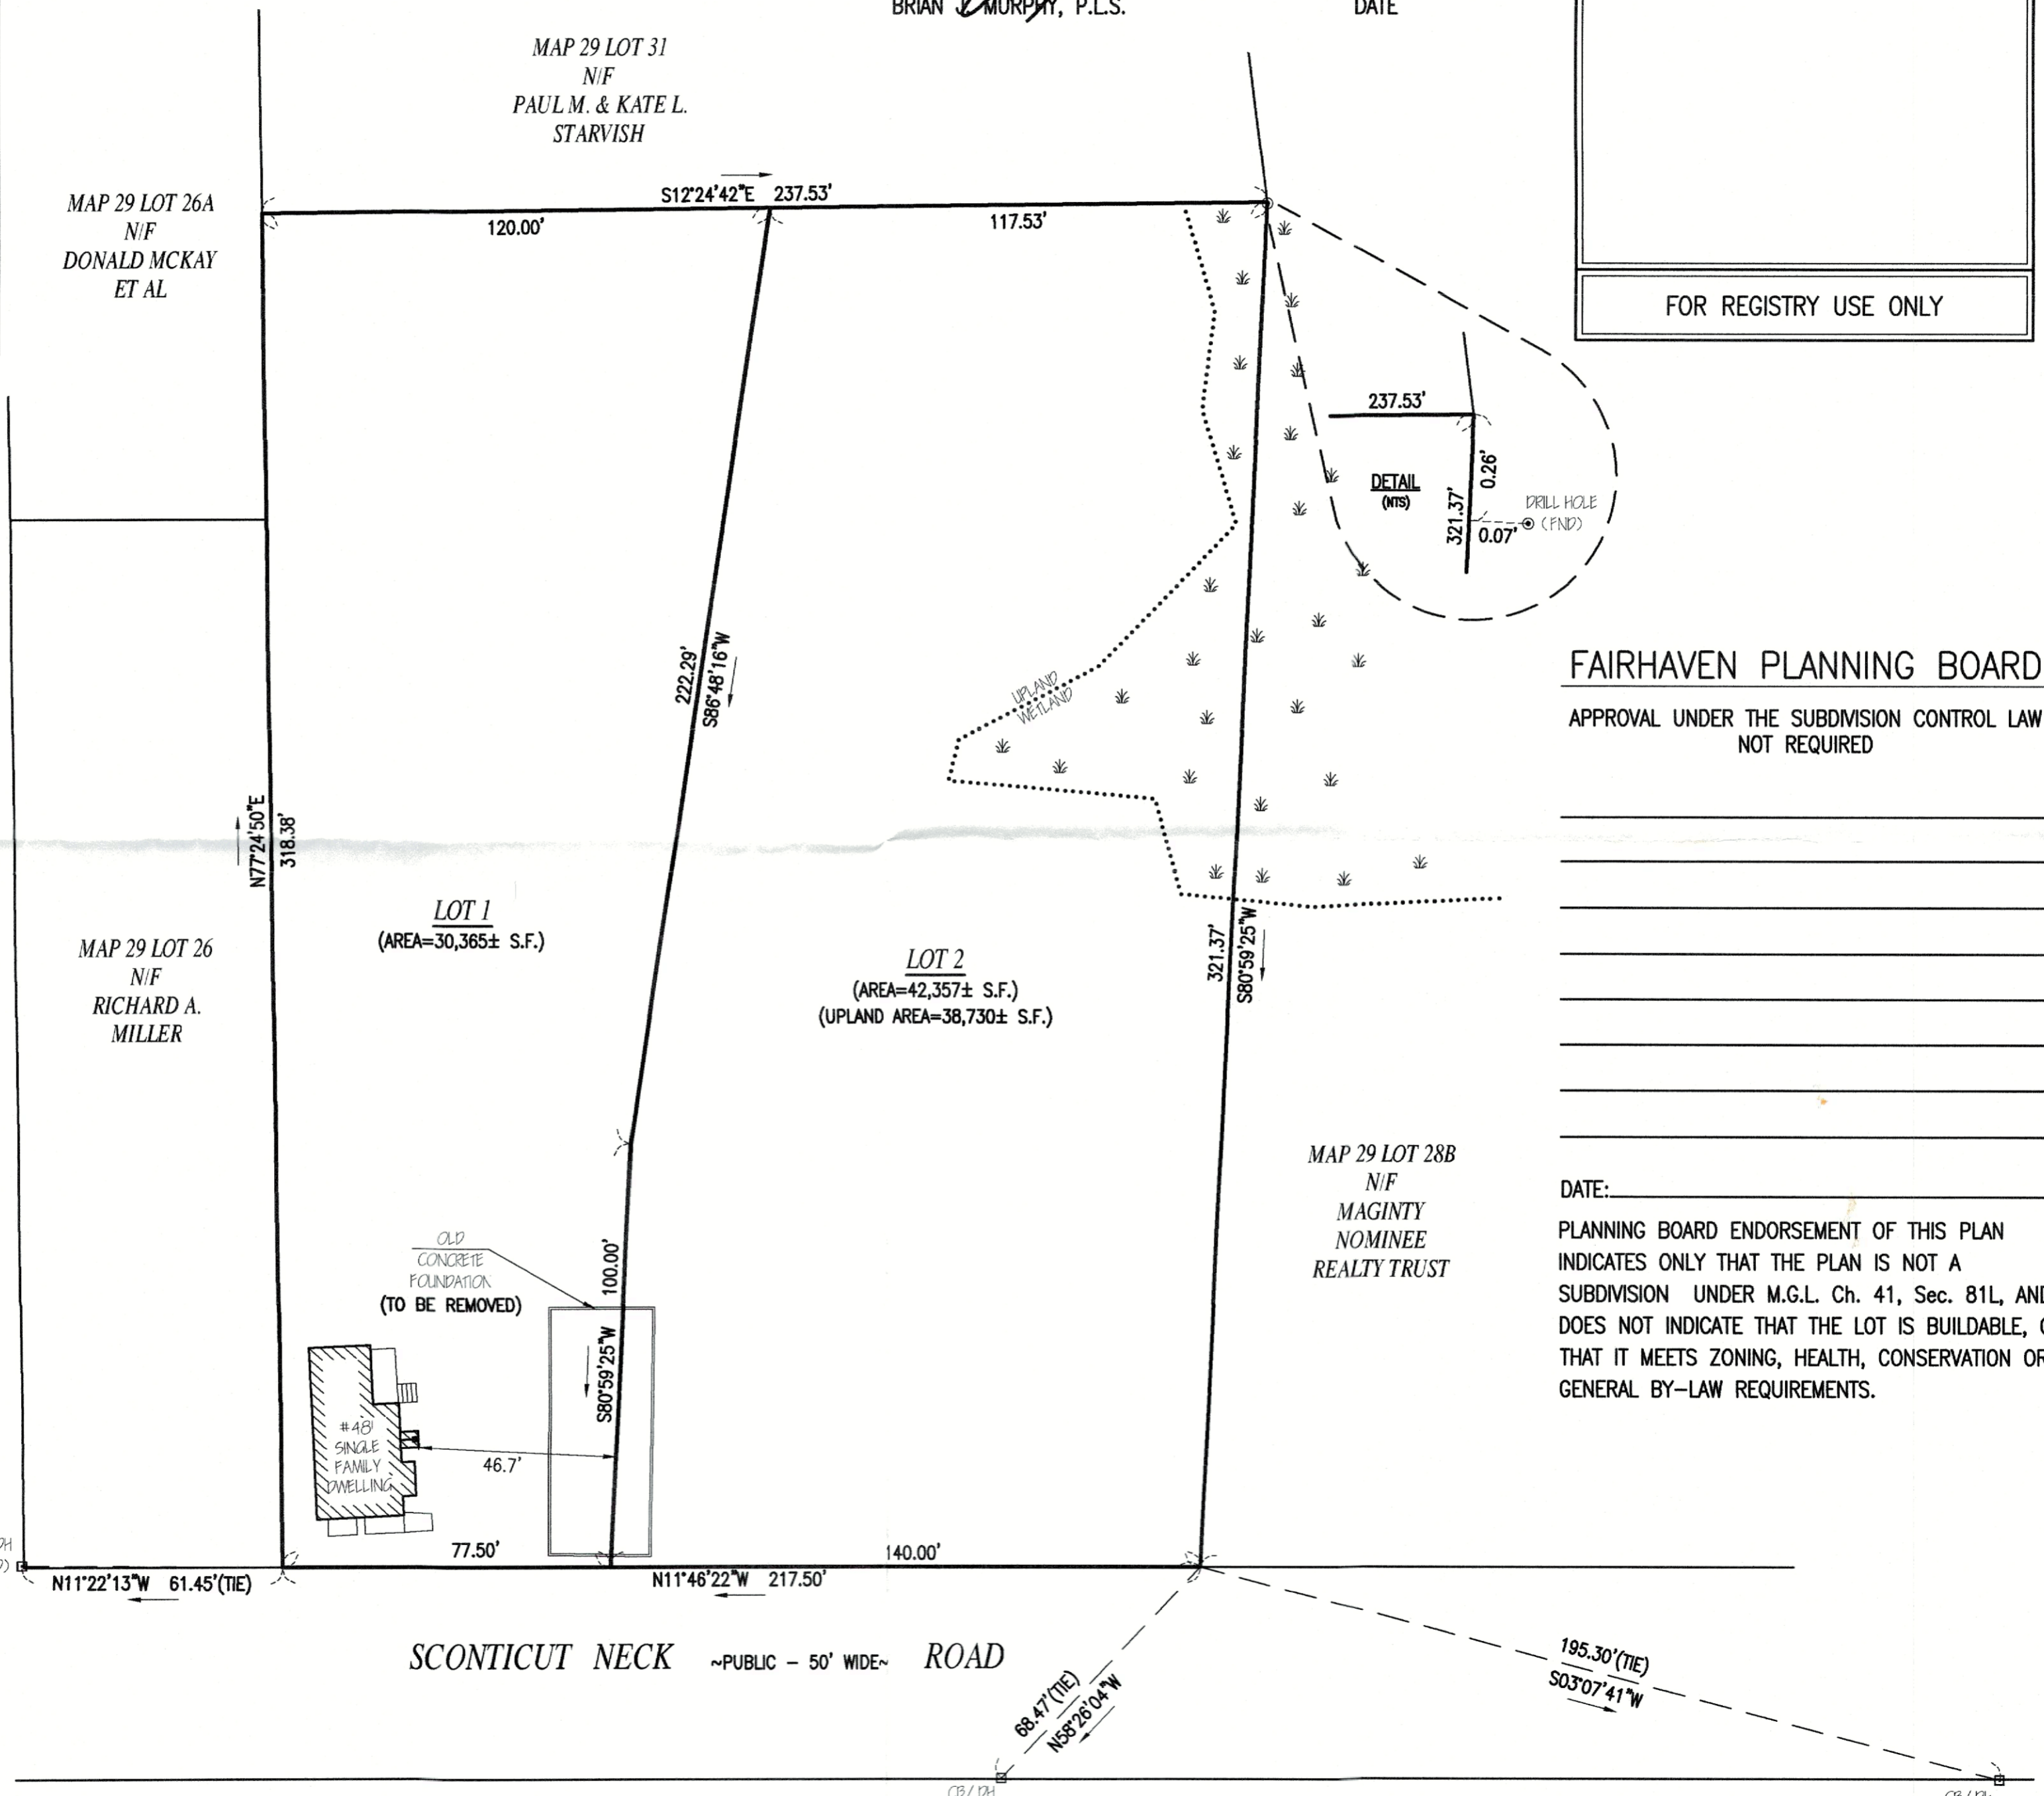 BRIAN J. MURPHY, P.L.S.
DATE
MAP 29 LOT 31
N/F
PAUL M. & KATE L.
STARVISH
MAP 29 LOT 26A
N/F
DONALD MCKAY
ET AL
S12°24'42"E 237.53'
120.00'
117.53'
FOR REGISTRY USE ONLY
237.53'
0.26'
DETAIL
(NTS)
321.37'
DRILL HOLE
(FND)
0.07'
222.29'
S86°48'16"W
UPLAND
WETLAND
FAIRHAVEN PLANNING BOARD
APPROVAL UNDER THE SUBDIVISION CONTROL LAW
NOT REQUIRED
N77°24'50"E
318.38'
LOT 1
(AREA=30,365± S.F.)
MAP 29 LOT 26
N/F
RICHARD A.
MILLER
LOT 2
(AREA=42,357± S.F.)
(UPLAND AREA=38,730± S.F.)
321.37'
S80°59'25"W
MAP 29 LOT 28B
N/F
MAGINTY
NOMINEE
REALTY TRUST
DATE:
PLANNING BOARD ENDORSEMENT OF THIS PLAN
INDICATES ONLY THAT THE PLAN IS NOT A
SUBDIVISION UNDER M.G.L. Ch. 41, Sec. 81L, AND
DOES NOT INDICATE THAT THE LOT IS BUILDABLE,
THAT IT MEETS ZONING, HEALTH, CONSERVATION OR
GENERAL BY-LAW REQUIREMENTS.
OLD
CONCRETE
FOUNDATION
(TO BE REMOVED)
100.00'
S80°59'25"W
#481
SINGLE
FAMILY
DWELLING
46.7'
77.50'
140.00'
N11°22'13"W 61.45'(TIE)
N11°46'22"W 217.50'
SCONTICUT NECK ~PUBLIC - 50' WIDE~ ROAD
68.47'(TIE)
N58°26'04"W
195.30'(TIE)
S03°07'41"W
CB/DH